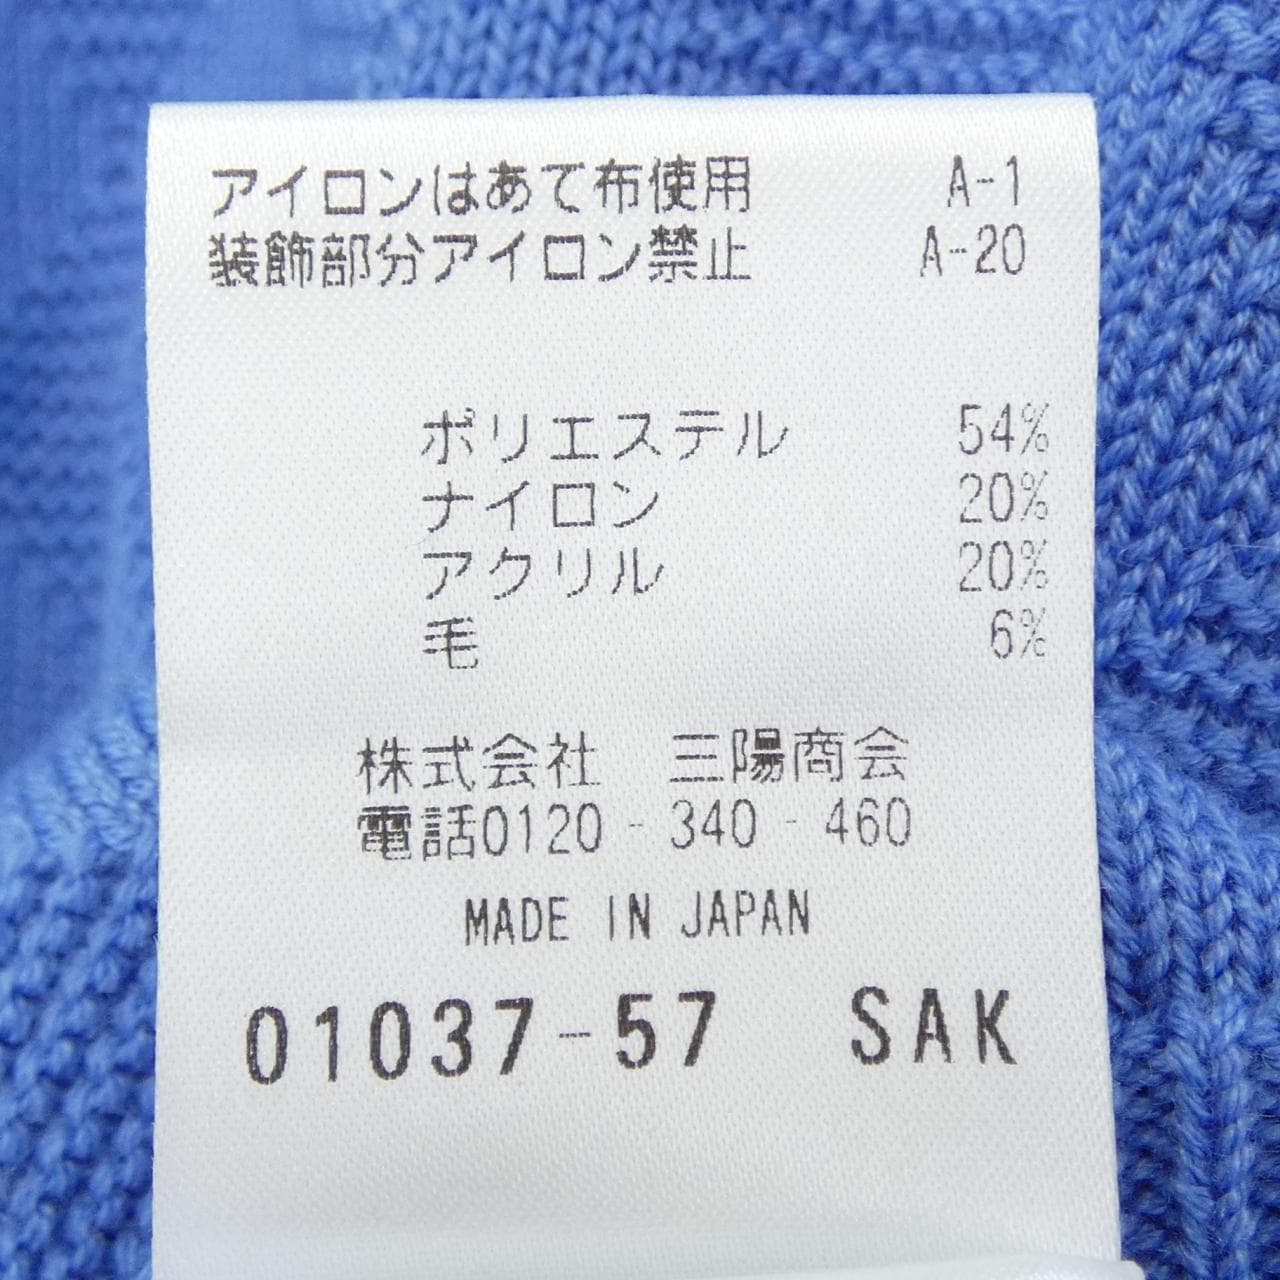 アイロンはあて布使用 A-1
装飾部分アイロン禁止 A-20
ポリエステル 54%
ナイロン 20%
アクリル 20%
毛 6%
株式会社 三陽商会
電話0120-340-460
MADE IN JAPAN
01037-57 SAK